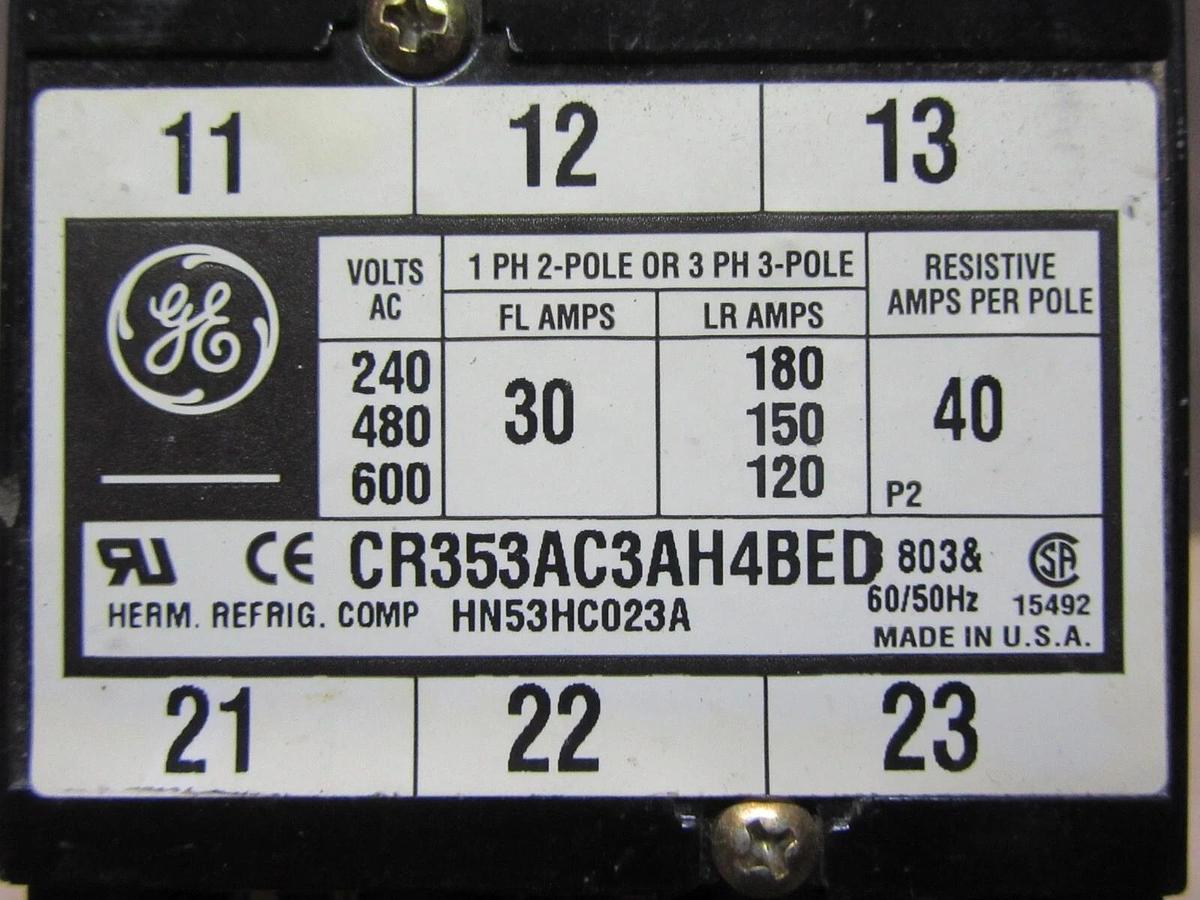 11 12 13
GE
VOLTS AC
1 PH 2-POLE OR 3 PH 3-POLE
RESISTIVE AMPS PER POLE
FL AMPS
LR AMPS
240
480
600
30
180
150
120
40
P2
RU CE CR353AC3AH4BED 803& SA
HERM. REFRIG. COMP HN53HC023A 60/50Hz 15492
MADE IN U.S.A.
21 22 23